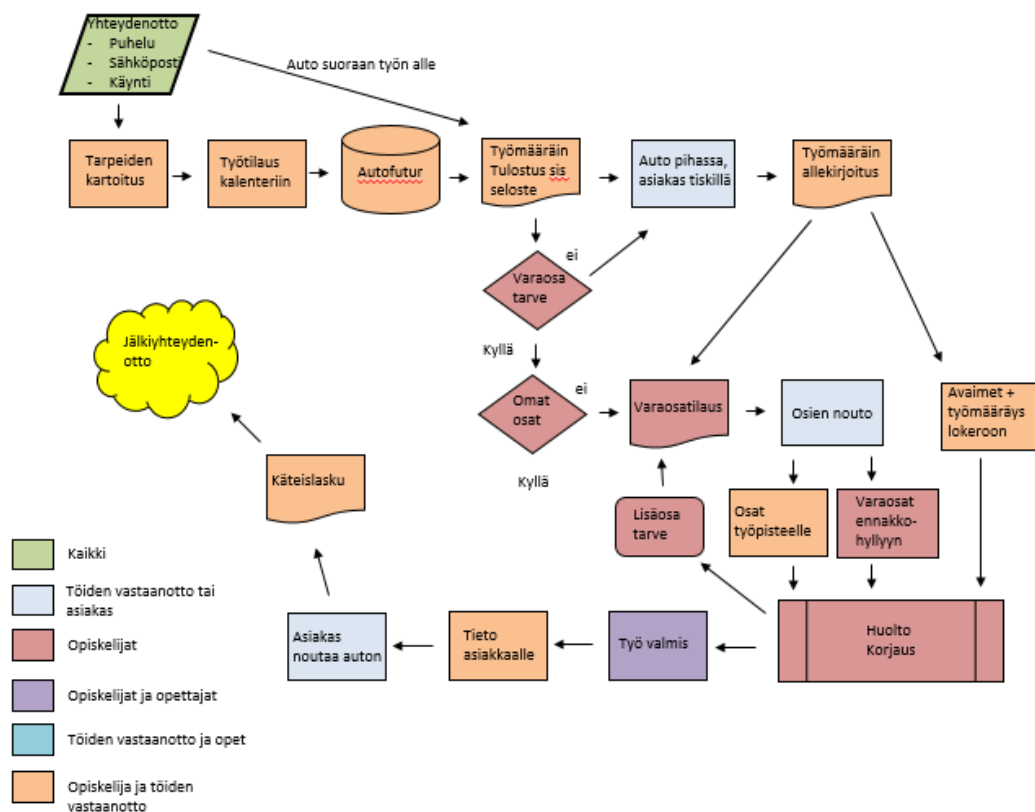 Yhteydenotto
- Puhelu
- Sähköposti
- Käynti
Auto suoraan työn alle
Tarpeiden
kartoitus
Työtilaus
kalenteriin
Autofutur
Työmääräin
Tulostus sis
seloste
Auto pihassa,
asiakas tiskillä
Työmääräin
allekirjoitus
ei
Varaosa
tarve
Kyllä
Jälkiyhteyden-
otto
Omat
osat
ei
Kyllä
Varaosatilaus
Osien nouto
Avaimet +
työmääräys
lokeroon
Käteislasku
Lisäosa
tarve
Osat
työpisteelle
Varaosat
ennakko-
hyllyyn
Asiakas
noutaa auton
Tieto
asiakkaalle
Työ valmis
Huolto
Korjaus
Kaikki
Töiden vastaanotto tai
asiakas
Opiskelijat
Opiskelijat ja opettajat
Töiden vastaanotto ja opet
Opiskelija ja töiden
vastaanotto